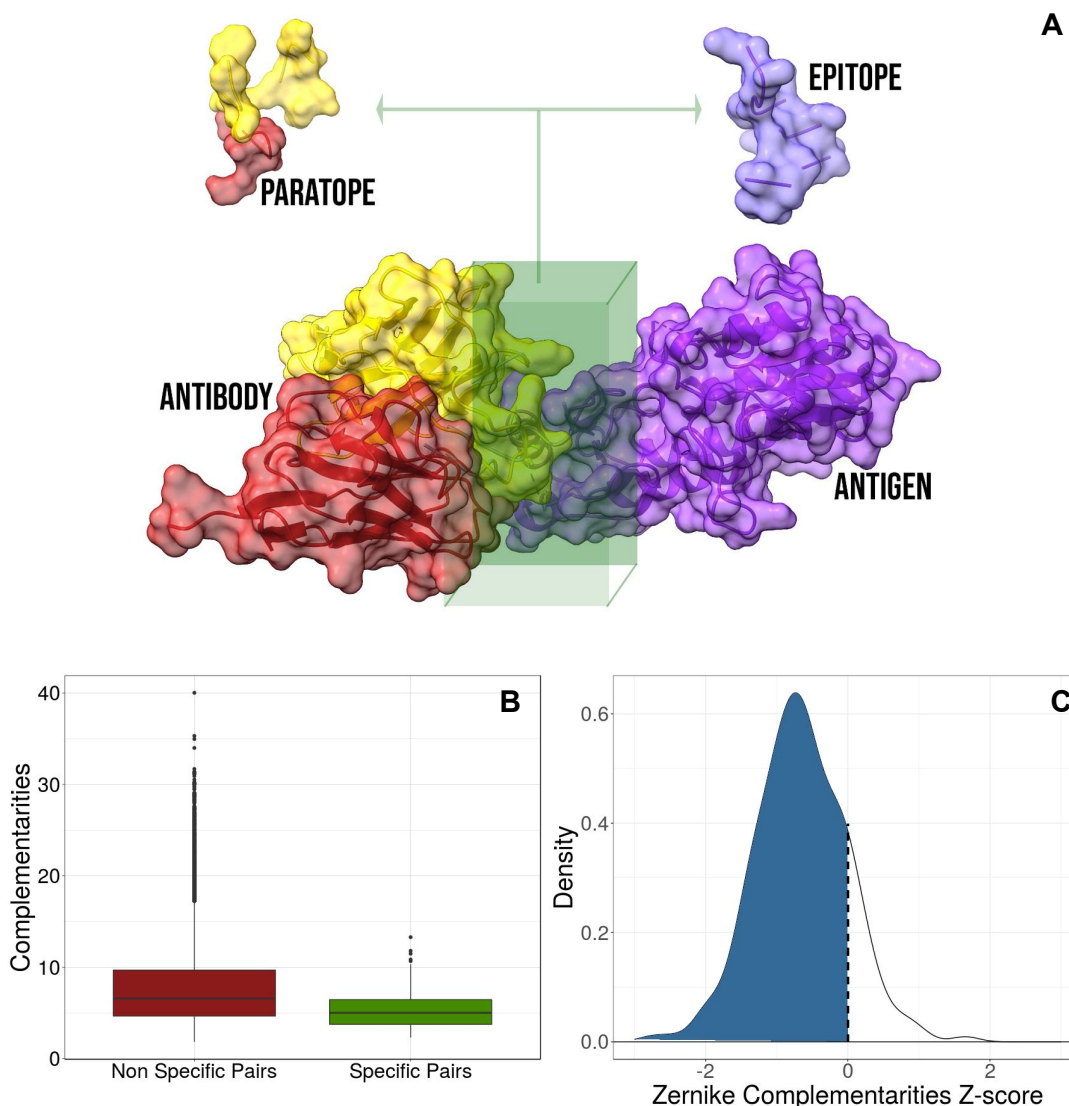 A
EPITOPE
PARATOPE
ANTIBODY
ANTIGEN
B
Complementarities
40
30
20
10
0
Non Specific Pairs
Specific Pairs
C
Density
0.6
0.4
0.2
0.0
-2
0
2
Zernike Complementarities Z-score